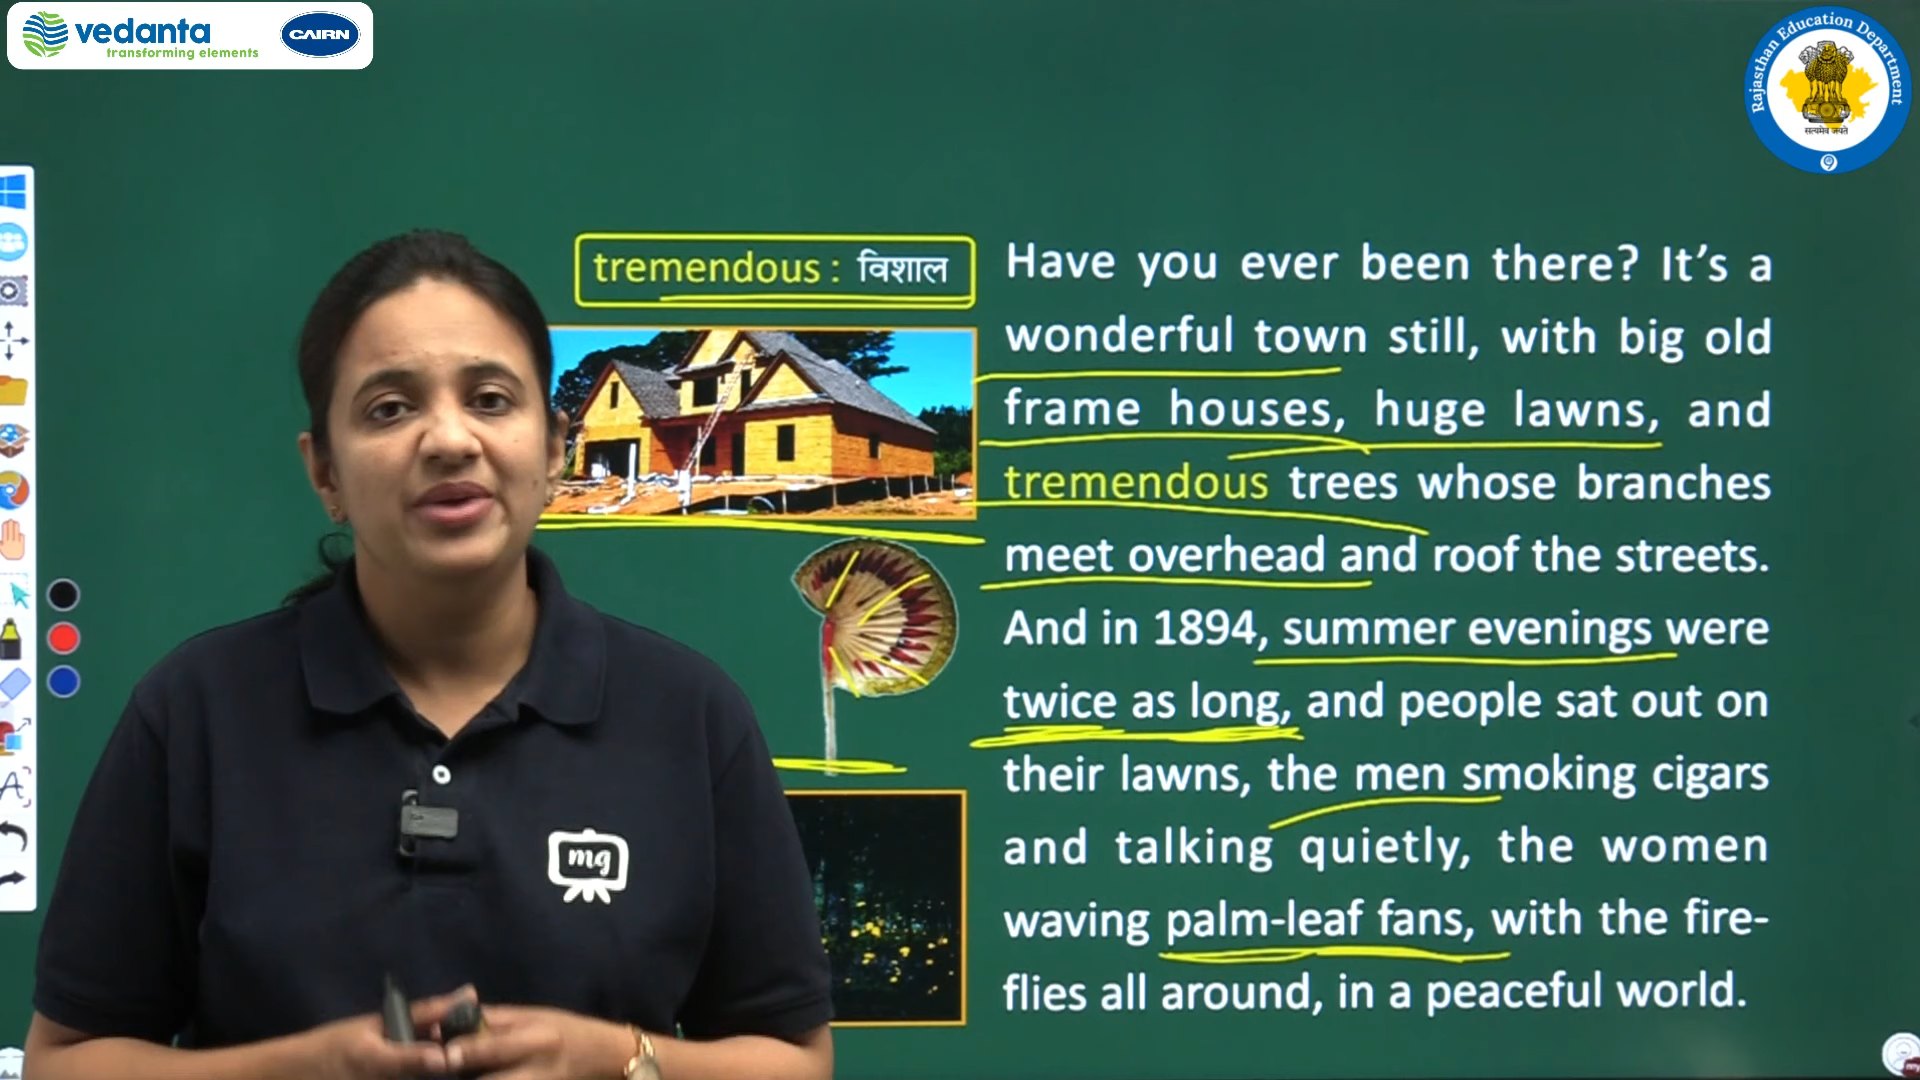 vedanta
transforming elements
CAIRN
Rajasthan Education Department
सत्यमेव जयते
tremendous : विशाल
Have you ever been there? It's a
wonderful town still, with big old
frame houses, huge lawns, and
tremendous trees whose branches
meet overhead and roof the streets.
And in 1894, summer evenings were
twice as long, and people sat out on
their lawns, the men smoking cigars
and talking quietly, the women
waving palm-leaf fans, with the fire-
flies all around, in a peaceful world.
mg